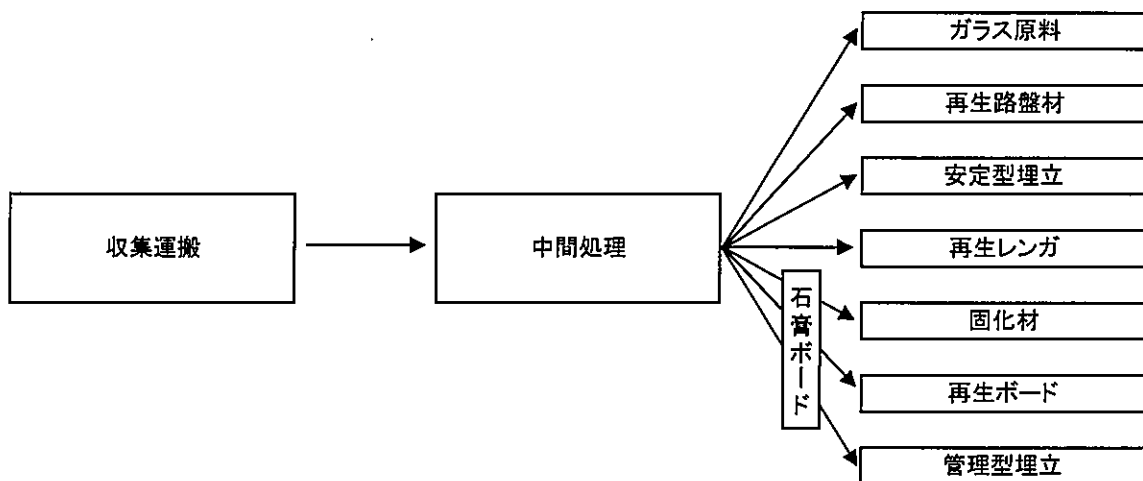 ガラス原料
再生路盤材
安定型埋立
収集運搬
中間処理
再生レンガ
石膏ボード
固化材
再生ボード
管理型埋立